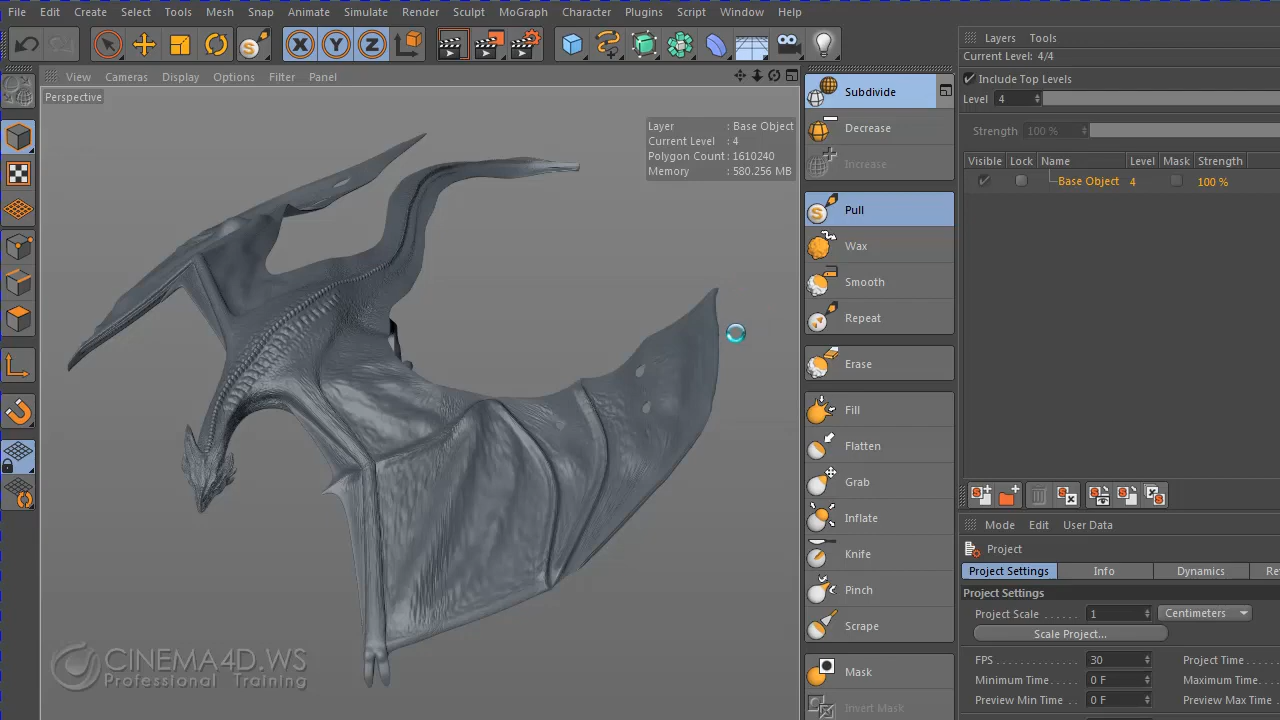 File Edit Create Select Tools Mesh Snap Animate Simulate Render Sculpt MoGraph Character Plugins Script Window Help
X Y Z
View Cameras Display Options Filter Panel
Perspective
Layer : Base Object
Current Level : 4
Polygon Count : 1610240
Memory : 580.256 MB
CINEMA4D.WS
Professional Training
Subdivide
Decrease
Increase
Pull
Wax
Smooth
Repeat
Erase
Fill
Flatten
Grab
Inflate
Knife
Pinch
Scrape
Mask
Invert Mask
Layers Tools
Current Level: 4/4
Include Top Levels
Level 4
Strength 100 %
Visible Lock Name Level Mask Strength
Base Object 4 100 %
Mode Edit User Data
Project
Project Settings Info Dynamics Re
Project Settings
Project Scale . . . . . . 1 Centimeters
Scale Project...
FPS 30 Project Time
Minimum Time. . . . . 0 F Maximum Time.
Preview Min Time . . 0 F Preview Max Time